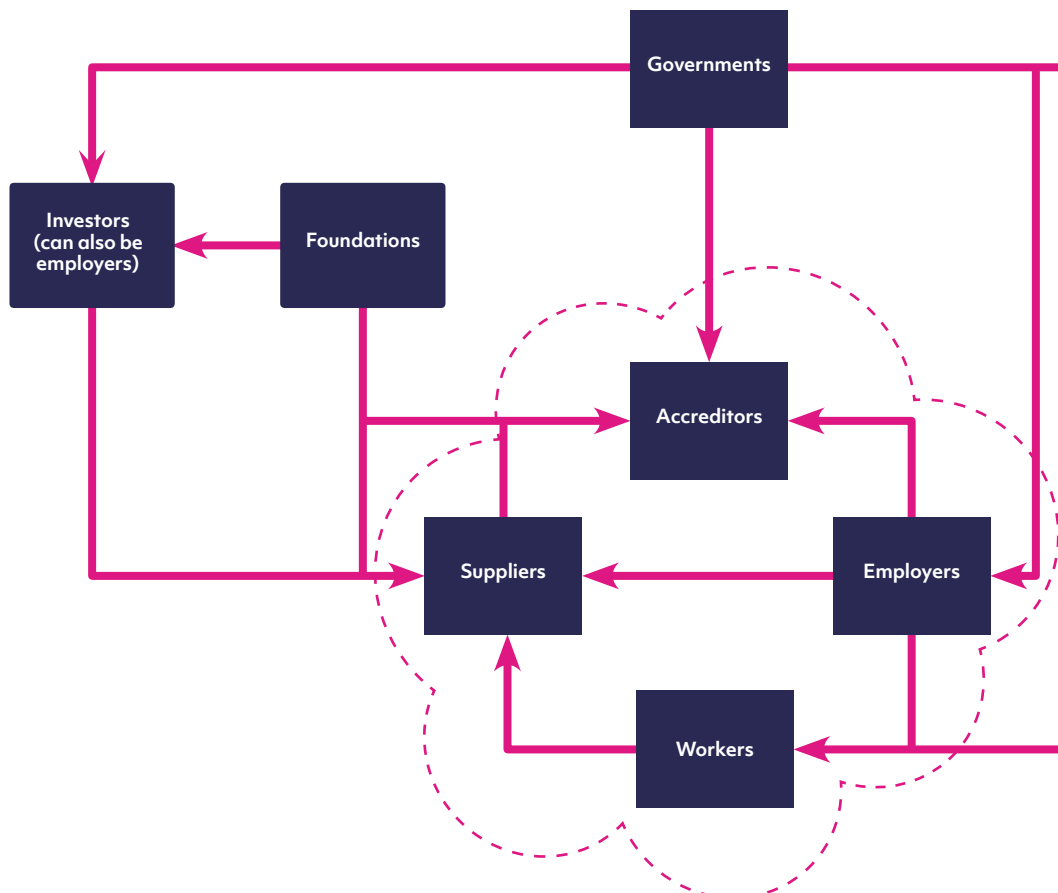 Governments
Investors
(can also be
employers)
Foundations
Accreditors
Suppliers
Employers
Workers